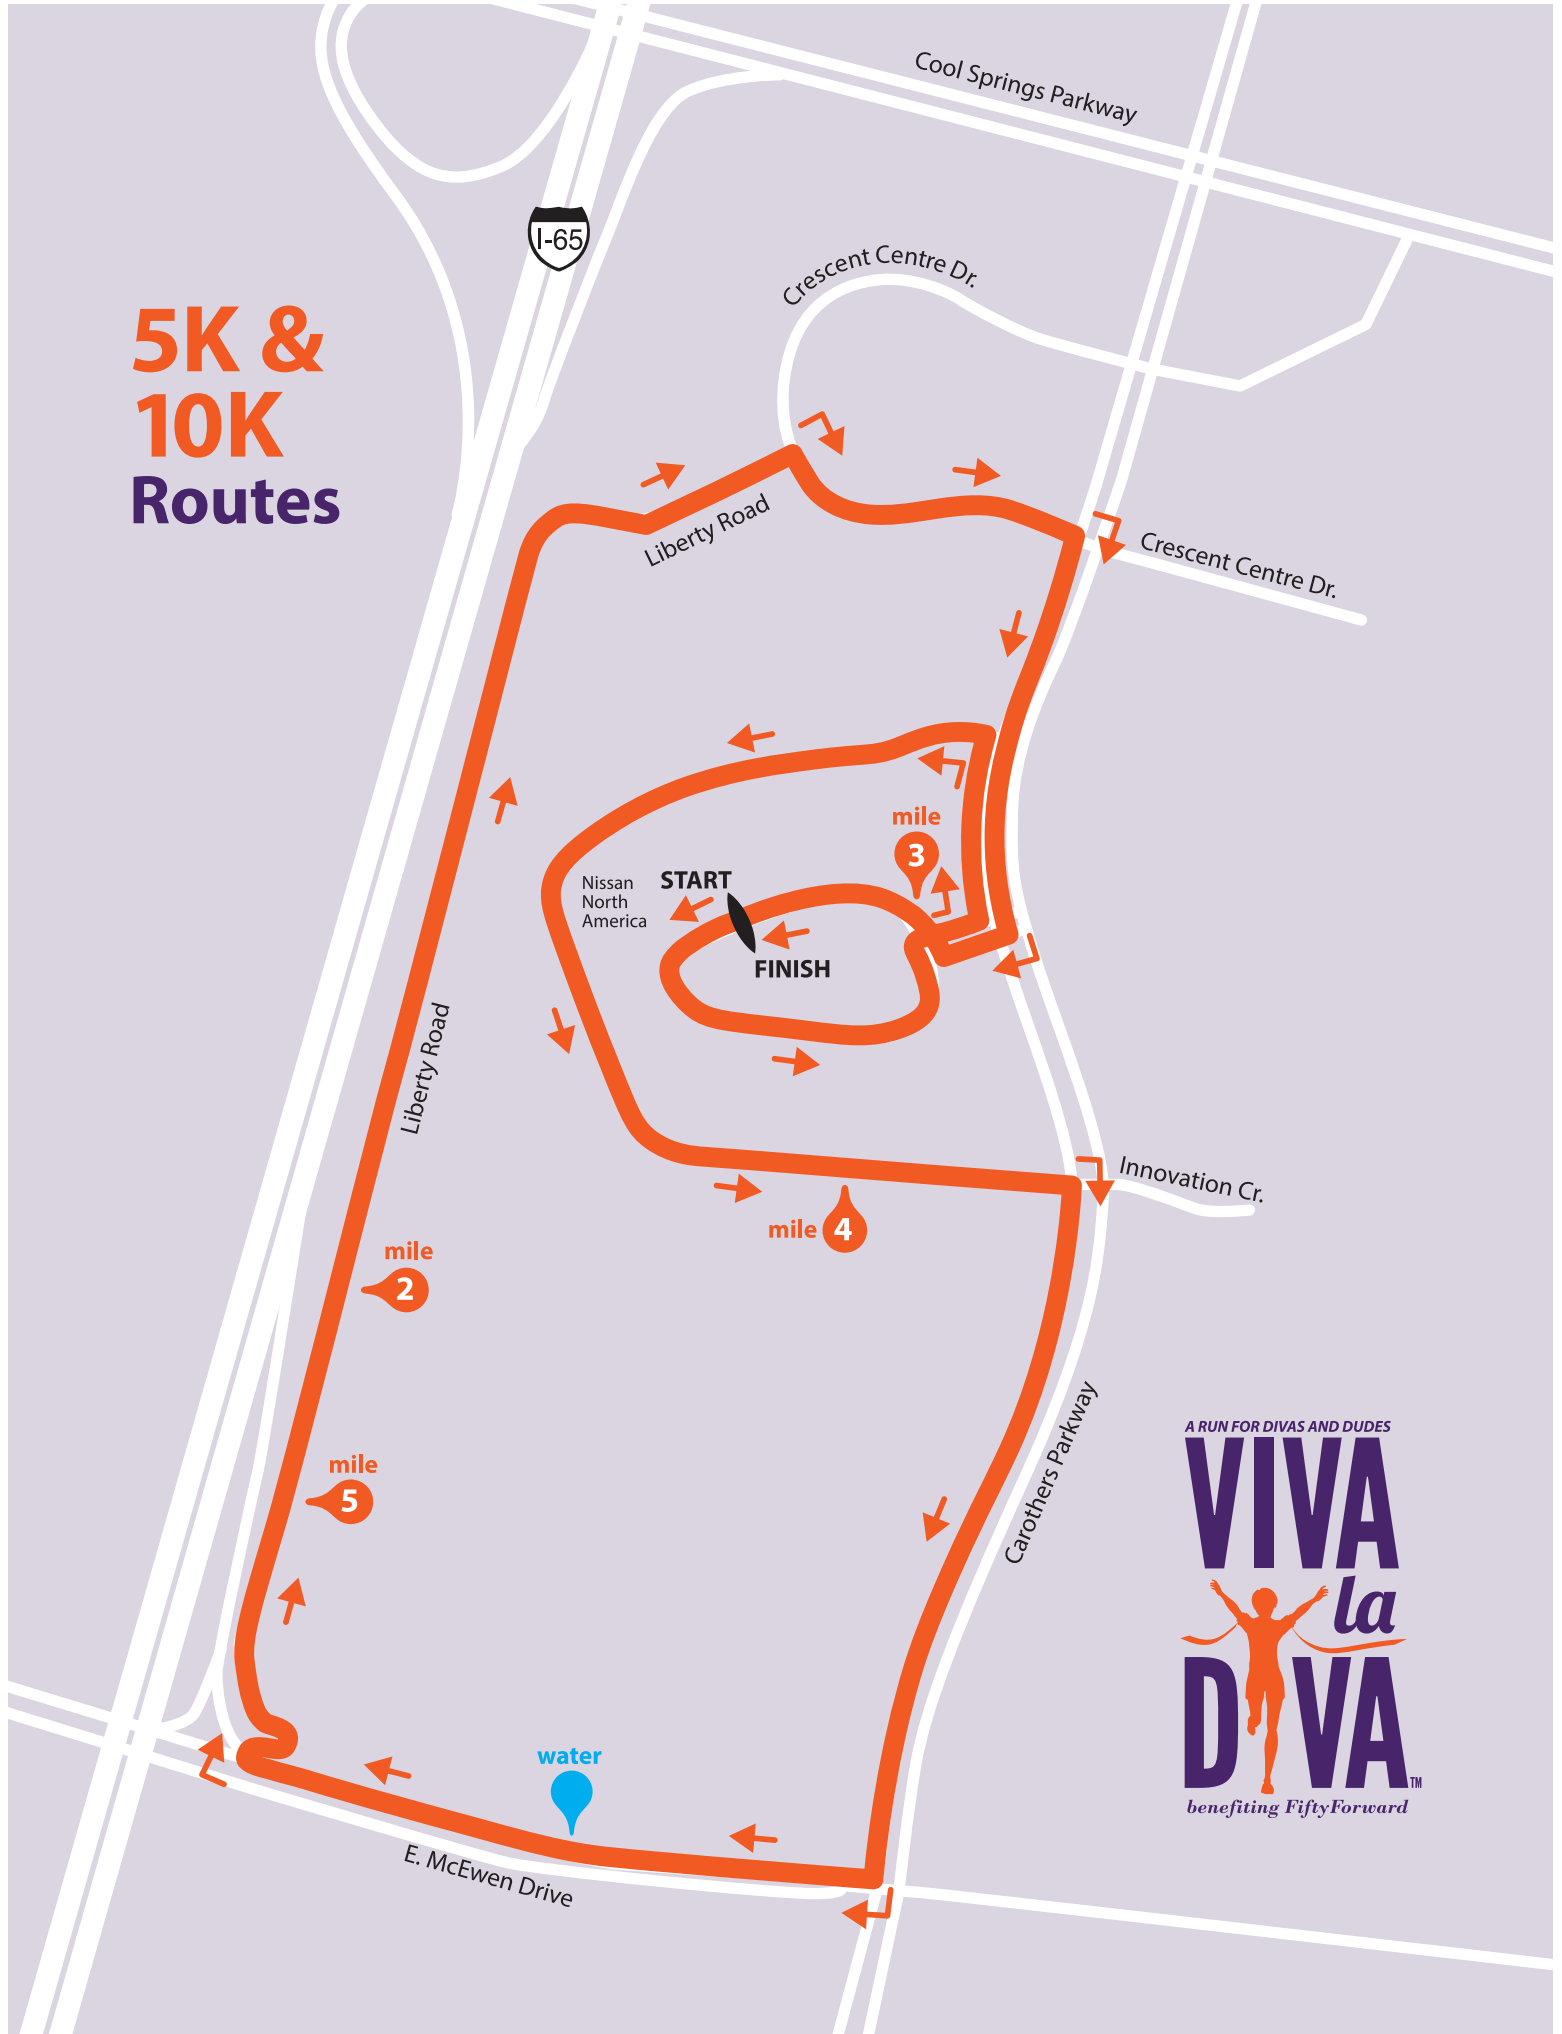 Cool Springs Parkway
I-65
Crescent Centre Dr.
5K &
10K
Routes
Liberty Road
Crescent Centre Dr.
mile
3
START
Nissan
North
America
FINISH
Liberty Road
Innovation Cr.
mile 4
mile
2
Carothers Parkway
mile
5
A RUN FOR DIVAS AND DUDES
VIVA
la
DIVA TM
benefiting FiftyForward
water
E. McEwen Drive